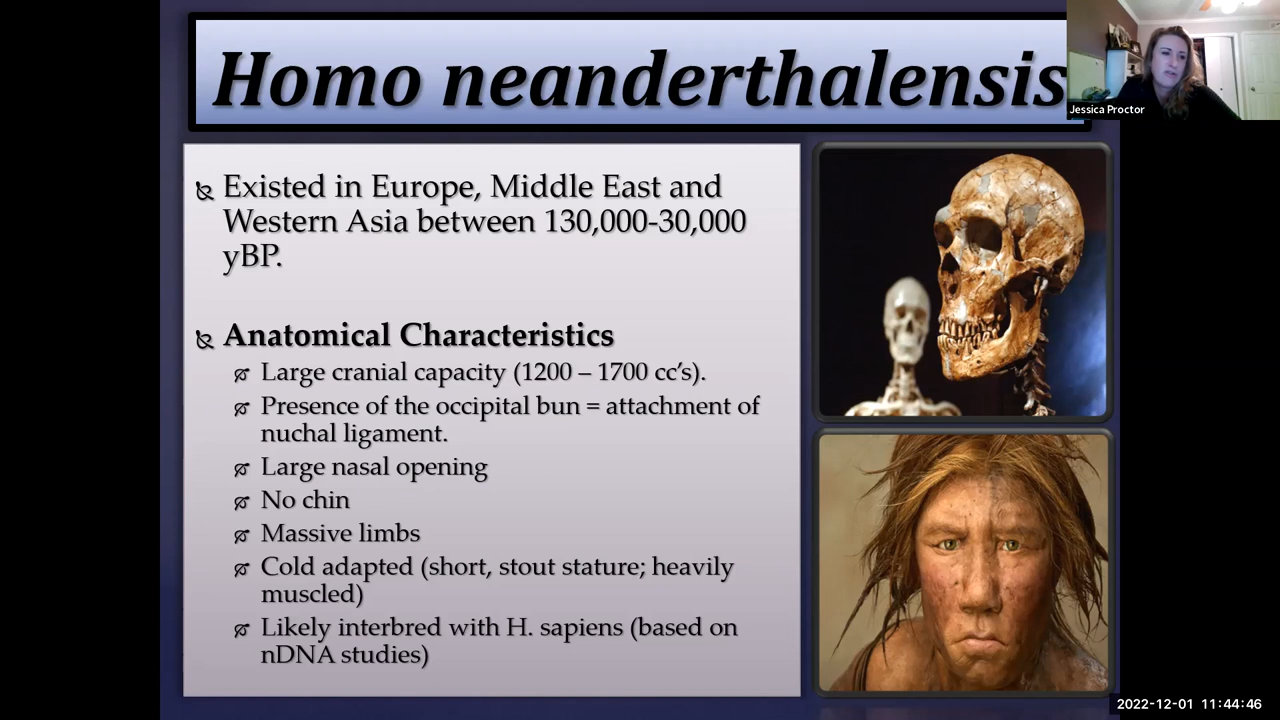 Homo neanderthalensis
Jessica Proctor
Existed in Europe, Middle East and
Western Asia between 130,000-30,000
yBP.
Anatomical Characteristics
Large cranial capacity (1200 – 1700 cc’s).
Presence of the occipital bun = attachment of
nuchal ligament.
Large nasal opening
No chin
Massive limbs
Cold adapted (short, stout stature; heavily
muscled)
Likely interbred with H. sapiens (based on
nDNA studies)
2022-12-01 11:44:46